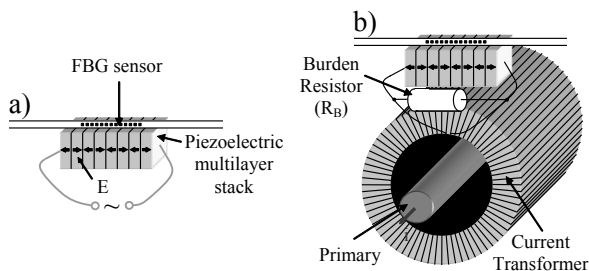 a)
FBG sensor
Piezoelectric
multilayer
stack
E
~
b)
Burden
Resistor
(R_B)
Primary
Current
Transformer